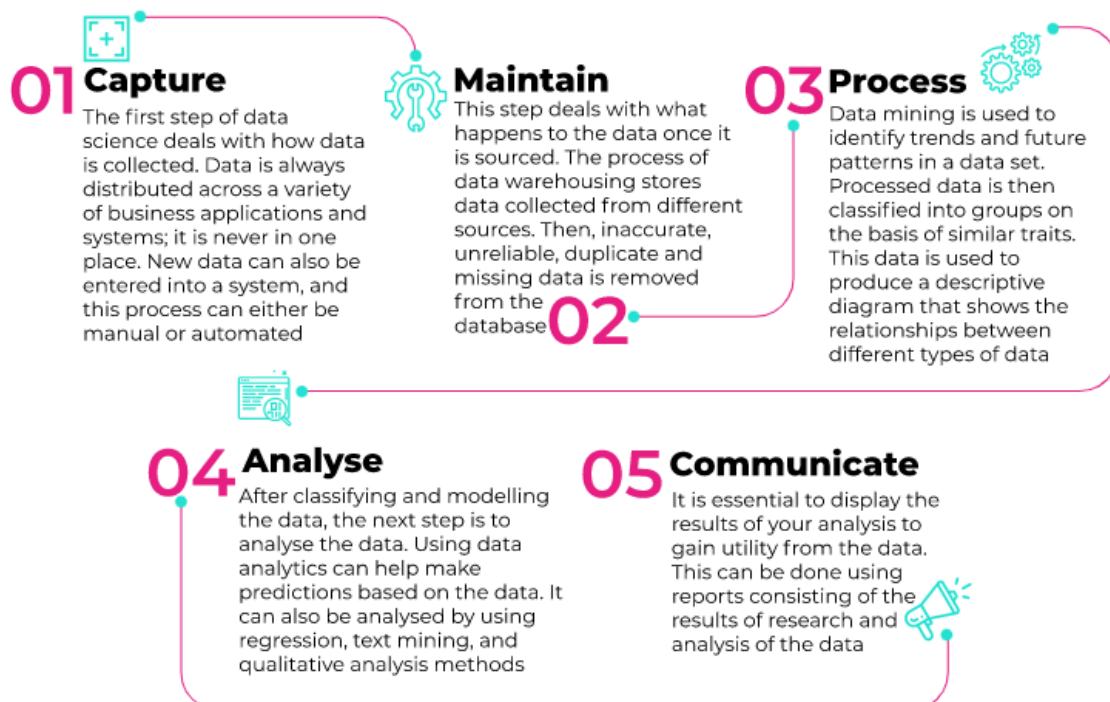 01 Capture
The first step of data
science deals with how data
is collected. Data is always
distributed across a variety
of business applications and
systems; it is never in one
place. New data can also be
entered into a system, and
this process can either be
manual or automated
Maintain
This step deals with what
happens to the data once it
is sourced. The process of
data warehousing stores
data collected from different
sources. Then, inaccurate,
unreliable, duplicate and
missing data is removed
from the
database 02
03 Process
Data mining is used to
identify trends and future
patterns in a data set.
Processed data is then
classified into groups on
the basis of similar traits.
This data is used to
produce a descriptive
diagram that shows the
relationships between
different types of data
04 Analyse
After classifying and modelling
the data, the next step is to
analyse the data. Using data
analytics can help make
predictions based on the data. It
can also be analysed by using
regression, text mining, and
qualitative analysis methods
05 Communicate
It is essential to display the
results of your analysis to
gain utility from the data.
This can be done using
reports consisting of the
results of research and
analysis of the data